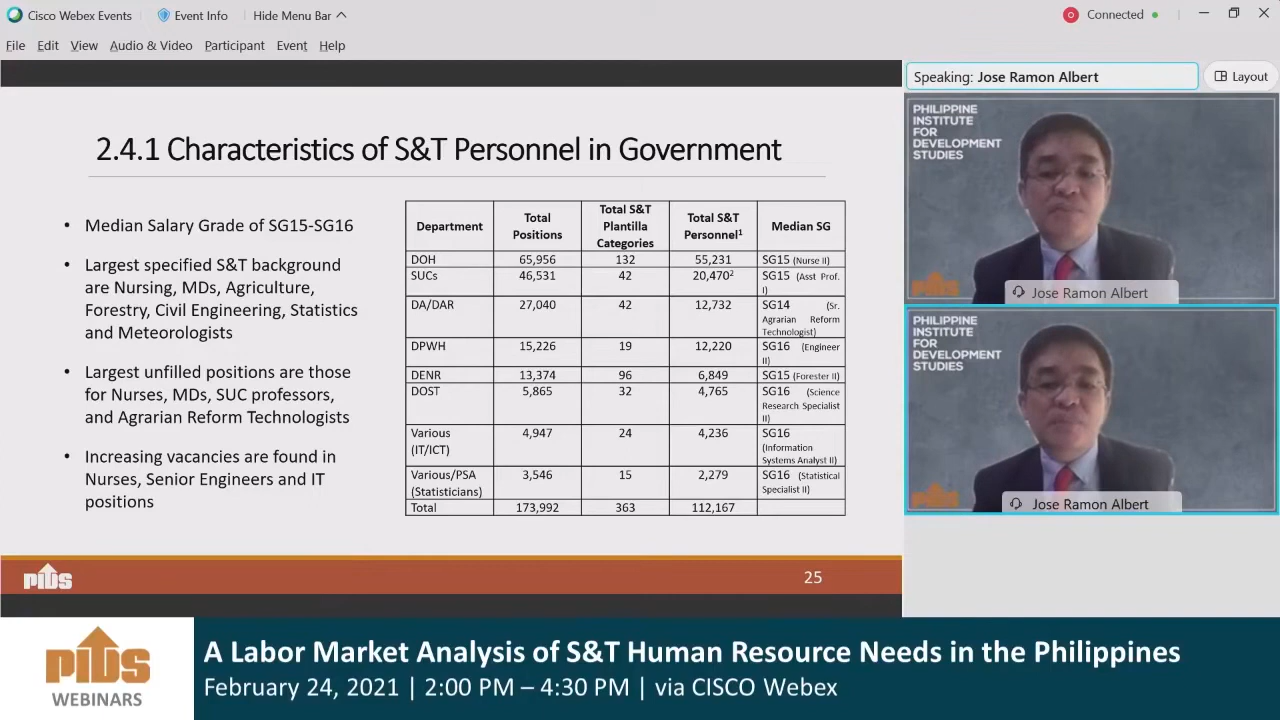 Cisco Webex Events
Event Info
Hide Menu Bar
Connected
File Edit View Audio & Video Participant Event Help
Speaking: Jose Ramon Albert
Layout
2.4.1 Characteristics of S&T Personnel in Government
• Median Salary Grade of SG15-SG16
• Largest specified S&T background
are Nursing, MDs, Agriculture,
Forestry, Civil Engineering, Statistics
and Meteorologists
• Largest unfilled positions are those
for Nurses, MDs, SUC professors,
and Agrarian Reform Technologists
• Increasing vacancies are found in
Nurses, Senior Engineers and IT
positions
Department
Total
Positions
Total S&T
Plantilla
Categories
Total S&T
Personnel¹
Median SG
DOH 65,956 132 55,231 SG15 (Nurse II)
SUCs 46,531 42 20,470² SG15 (Asst Prof.
I)
DA/DAR 27,040 42 12,732 SG14 (Sr.
Agrarian Reform
Technologist)
DPWH 15,226 19 12,220 SG16 (Engineer
II)
DENR 13,374 96 6,849 SG15 (Forester II)
DOST 5,865 32 4,765 SG16 (Science
Research Specialist
II)
Various 4,947 24 4,236 SG16
(IT/ICT) (Information
Systems Analyst II)
Various/PSA 3,546 15 2,279 SG16 (Statistical
(Statisticians) Specialist II)
Total 173,992 363 112,167
PIDS
25
PHILIPPINE
INSTITUTE
FOR
DEVELOPMENT
STUDIES
PIDS
Jose Ramon Albert
PHILIPPINE
INSTITUTE
FOR
DEVELOPMENT
STUDIES
PIDS
Jose Ramon Albert
PIDS
WEBINARS
A Labor Market Analysis of S&T Human Resource Needs in the Philippines
February 24, 2021 | 2:00 PM – 4:30 PM | via CISCO Webex